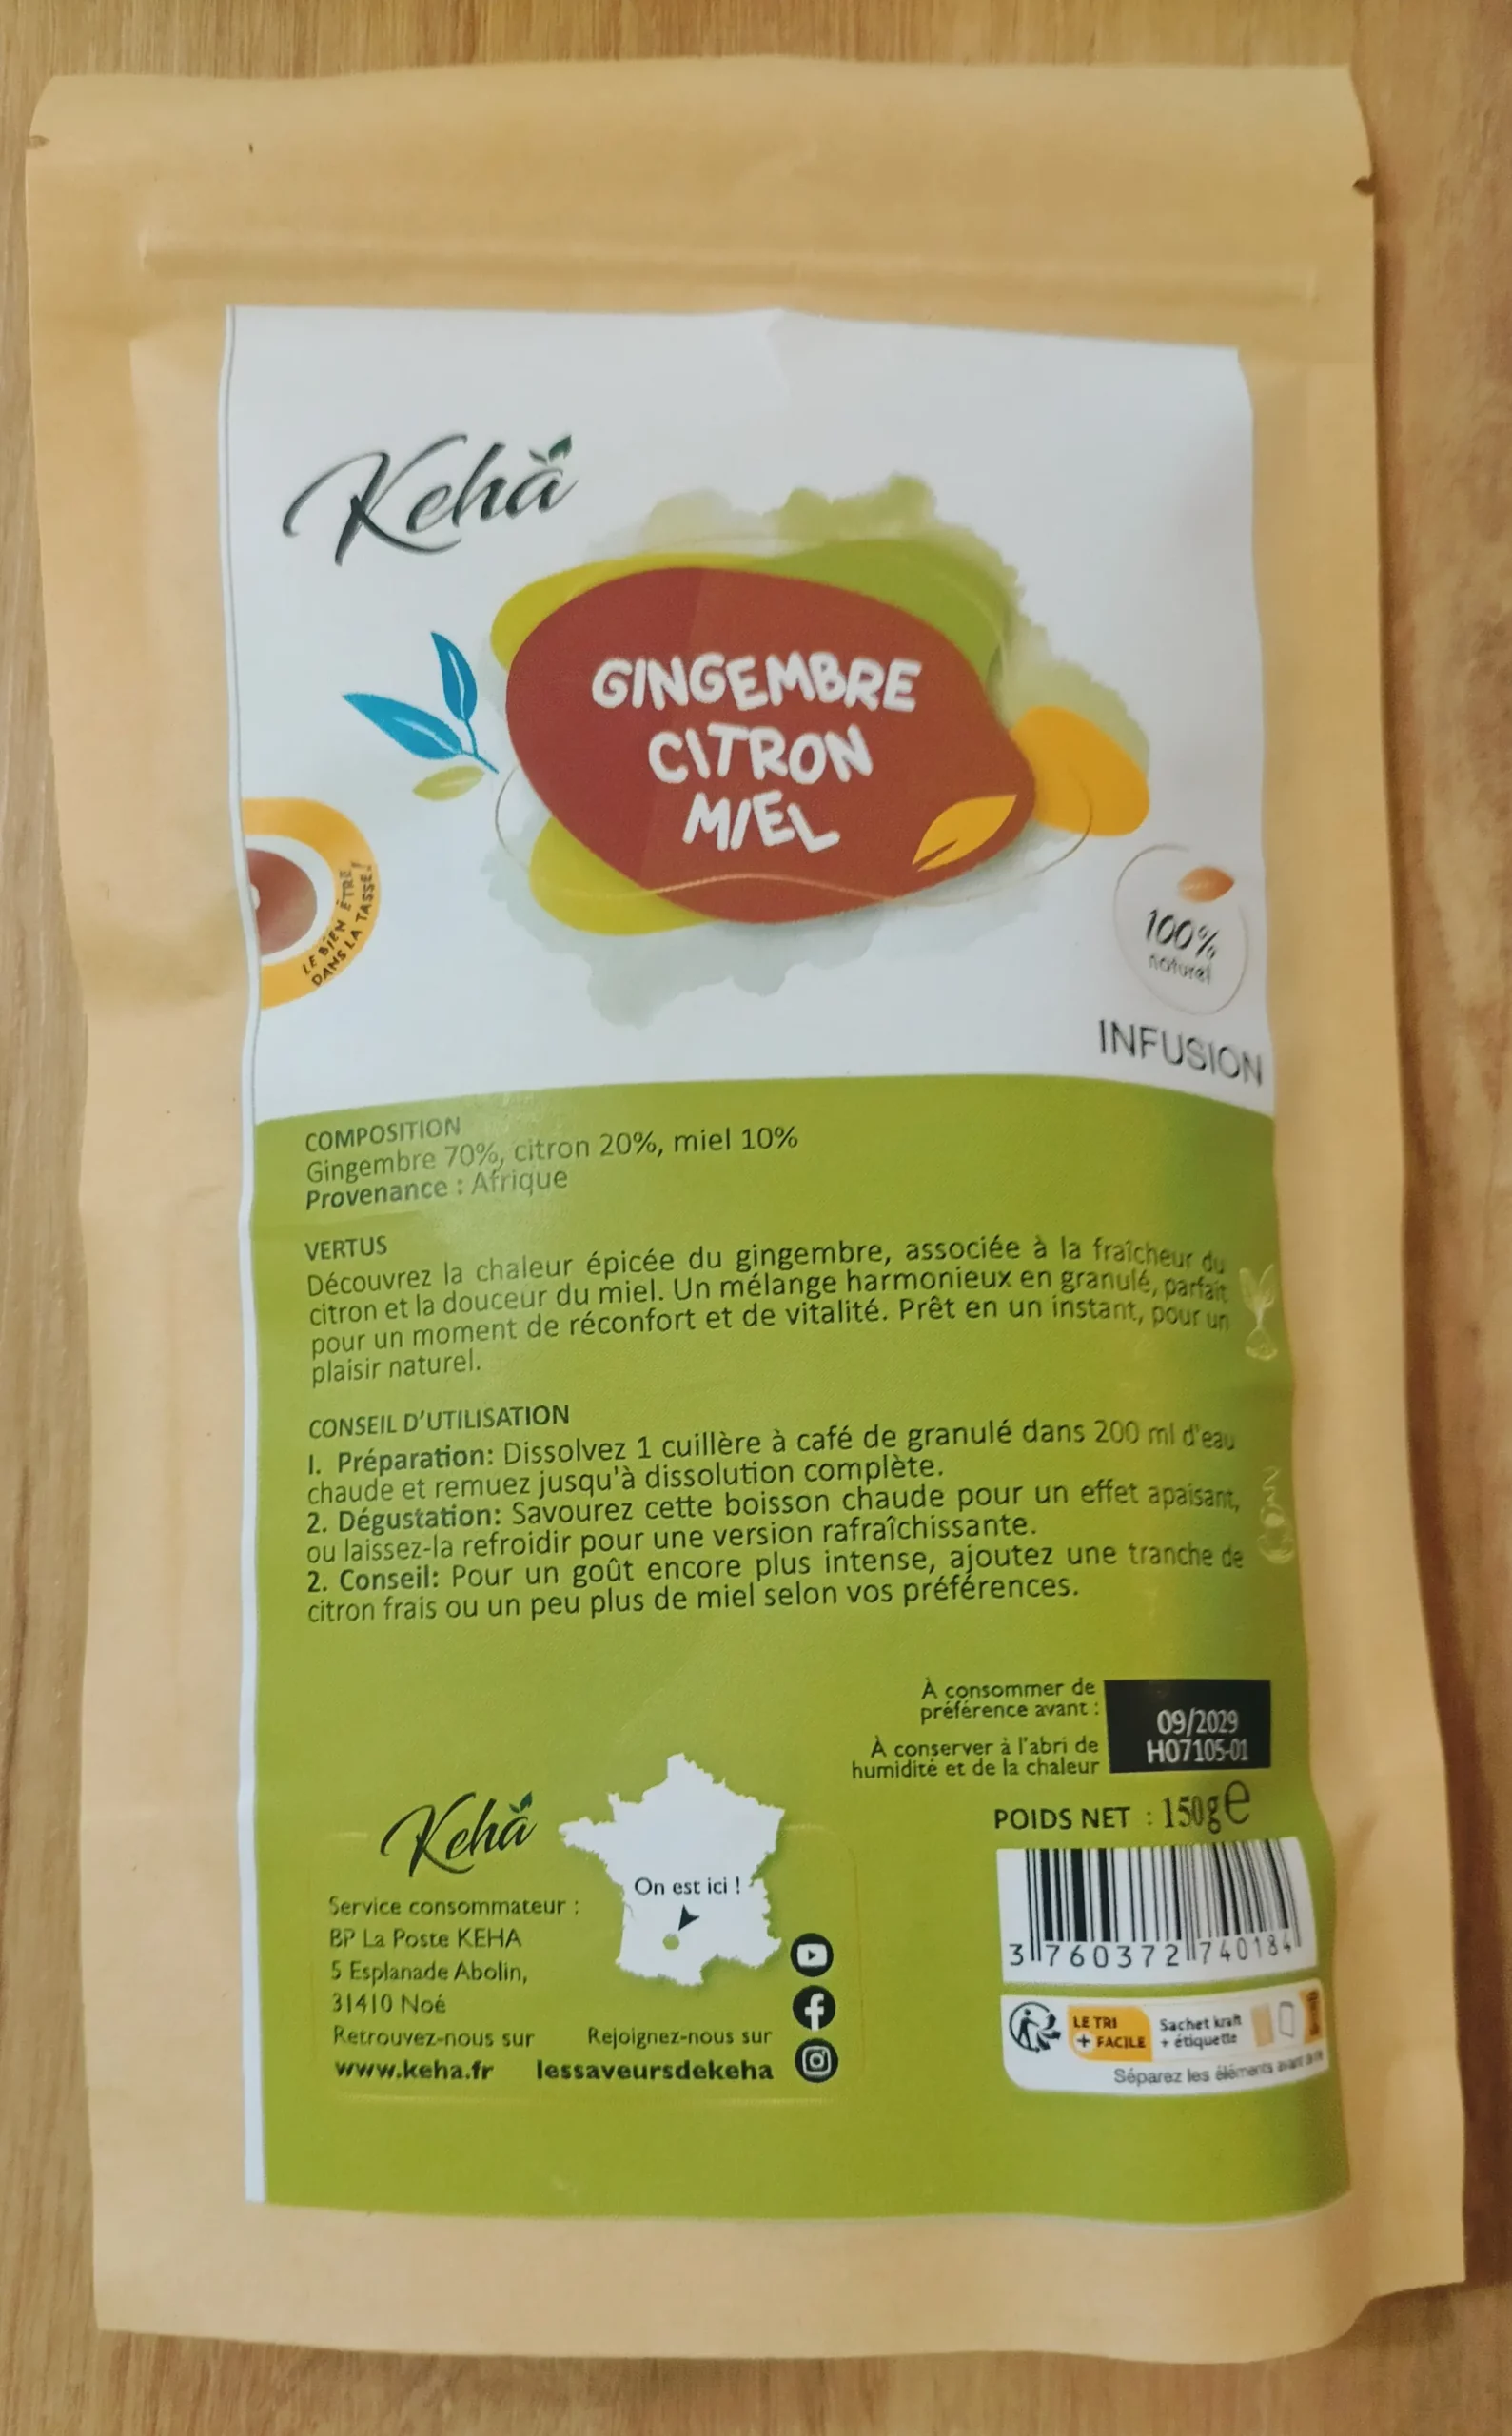 Kehă
GINGEMBRE
CITRON
MIEL
LE BIEN ÊTRE
DANS LA TASSE!
100%
naturel
INFUSION
COMPOSITION
Gingembre 70%, citron 20%, miel 10%
Provenance : Afrique
VERTUS
Découvrez la chaleur épicée du gingembre, associée à la fraîcheur du
citron et la douceur du miel. Un mélange harmonieux en granulé, parfait
pour un moment de réconfort et de vitalité. Prêt en un instant, pour un
plaisir naturel.
CONSEIL D'UTILISATION
I. Préparation: Dissolvez 1 cuillère à café de granulé dans 200 ml d'eau
chaude et remuez jusqu'à dissolution complète.
2. Dégustation: Savourez cette boisson chaude pour un effet apaisant,
ou laissez-la refroidir pour une version rafraîchissante.
2. Conseil: Pour un goût encore plus intense, ajoutez une tranche de
citron frais ou un peu plus de miel selon vos préférences.
À consommer de
préférence avant :
09/2029
H07105-01
À conserver à l'abri de
humidité et de la chaleur
POIDS NET : 150g e
3 760372 740184
LE TRI
+ FACILE
Sachet kraft
+ étiquette
Séparez les éléments avant
Kehă
On est ici !
Service consommateur :
BP La Poste KEHA
5 Esplanade Abolin,
31410 Noé
Retrouvez-nous sur
www.keha.fr
Rejoignez-nous sur
lessaveursdekeha